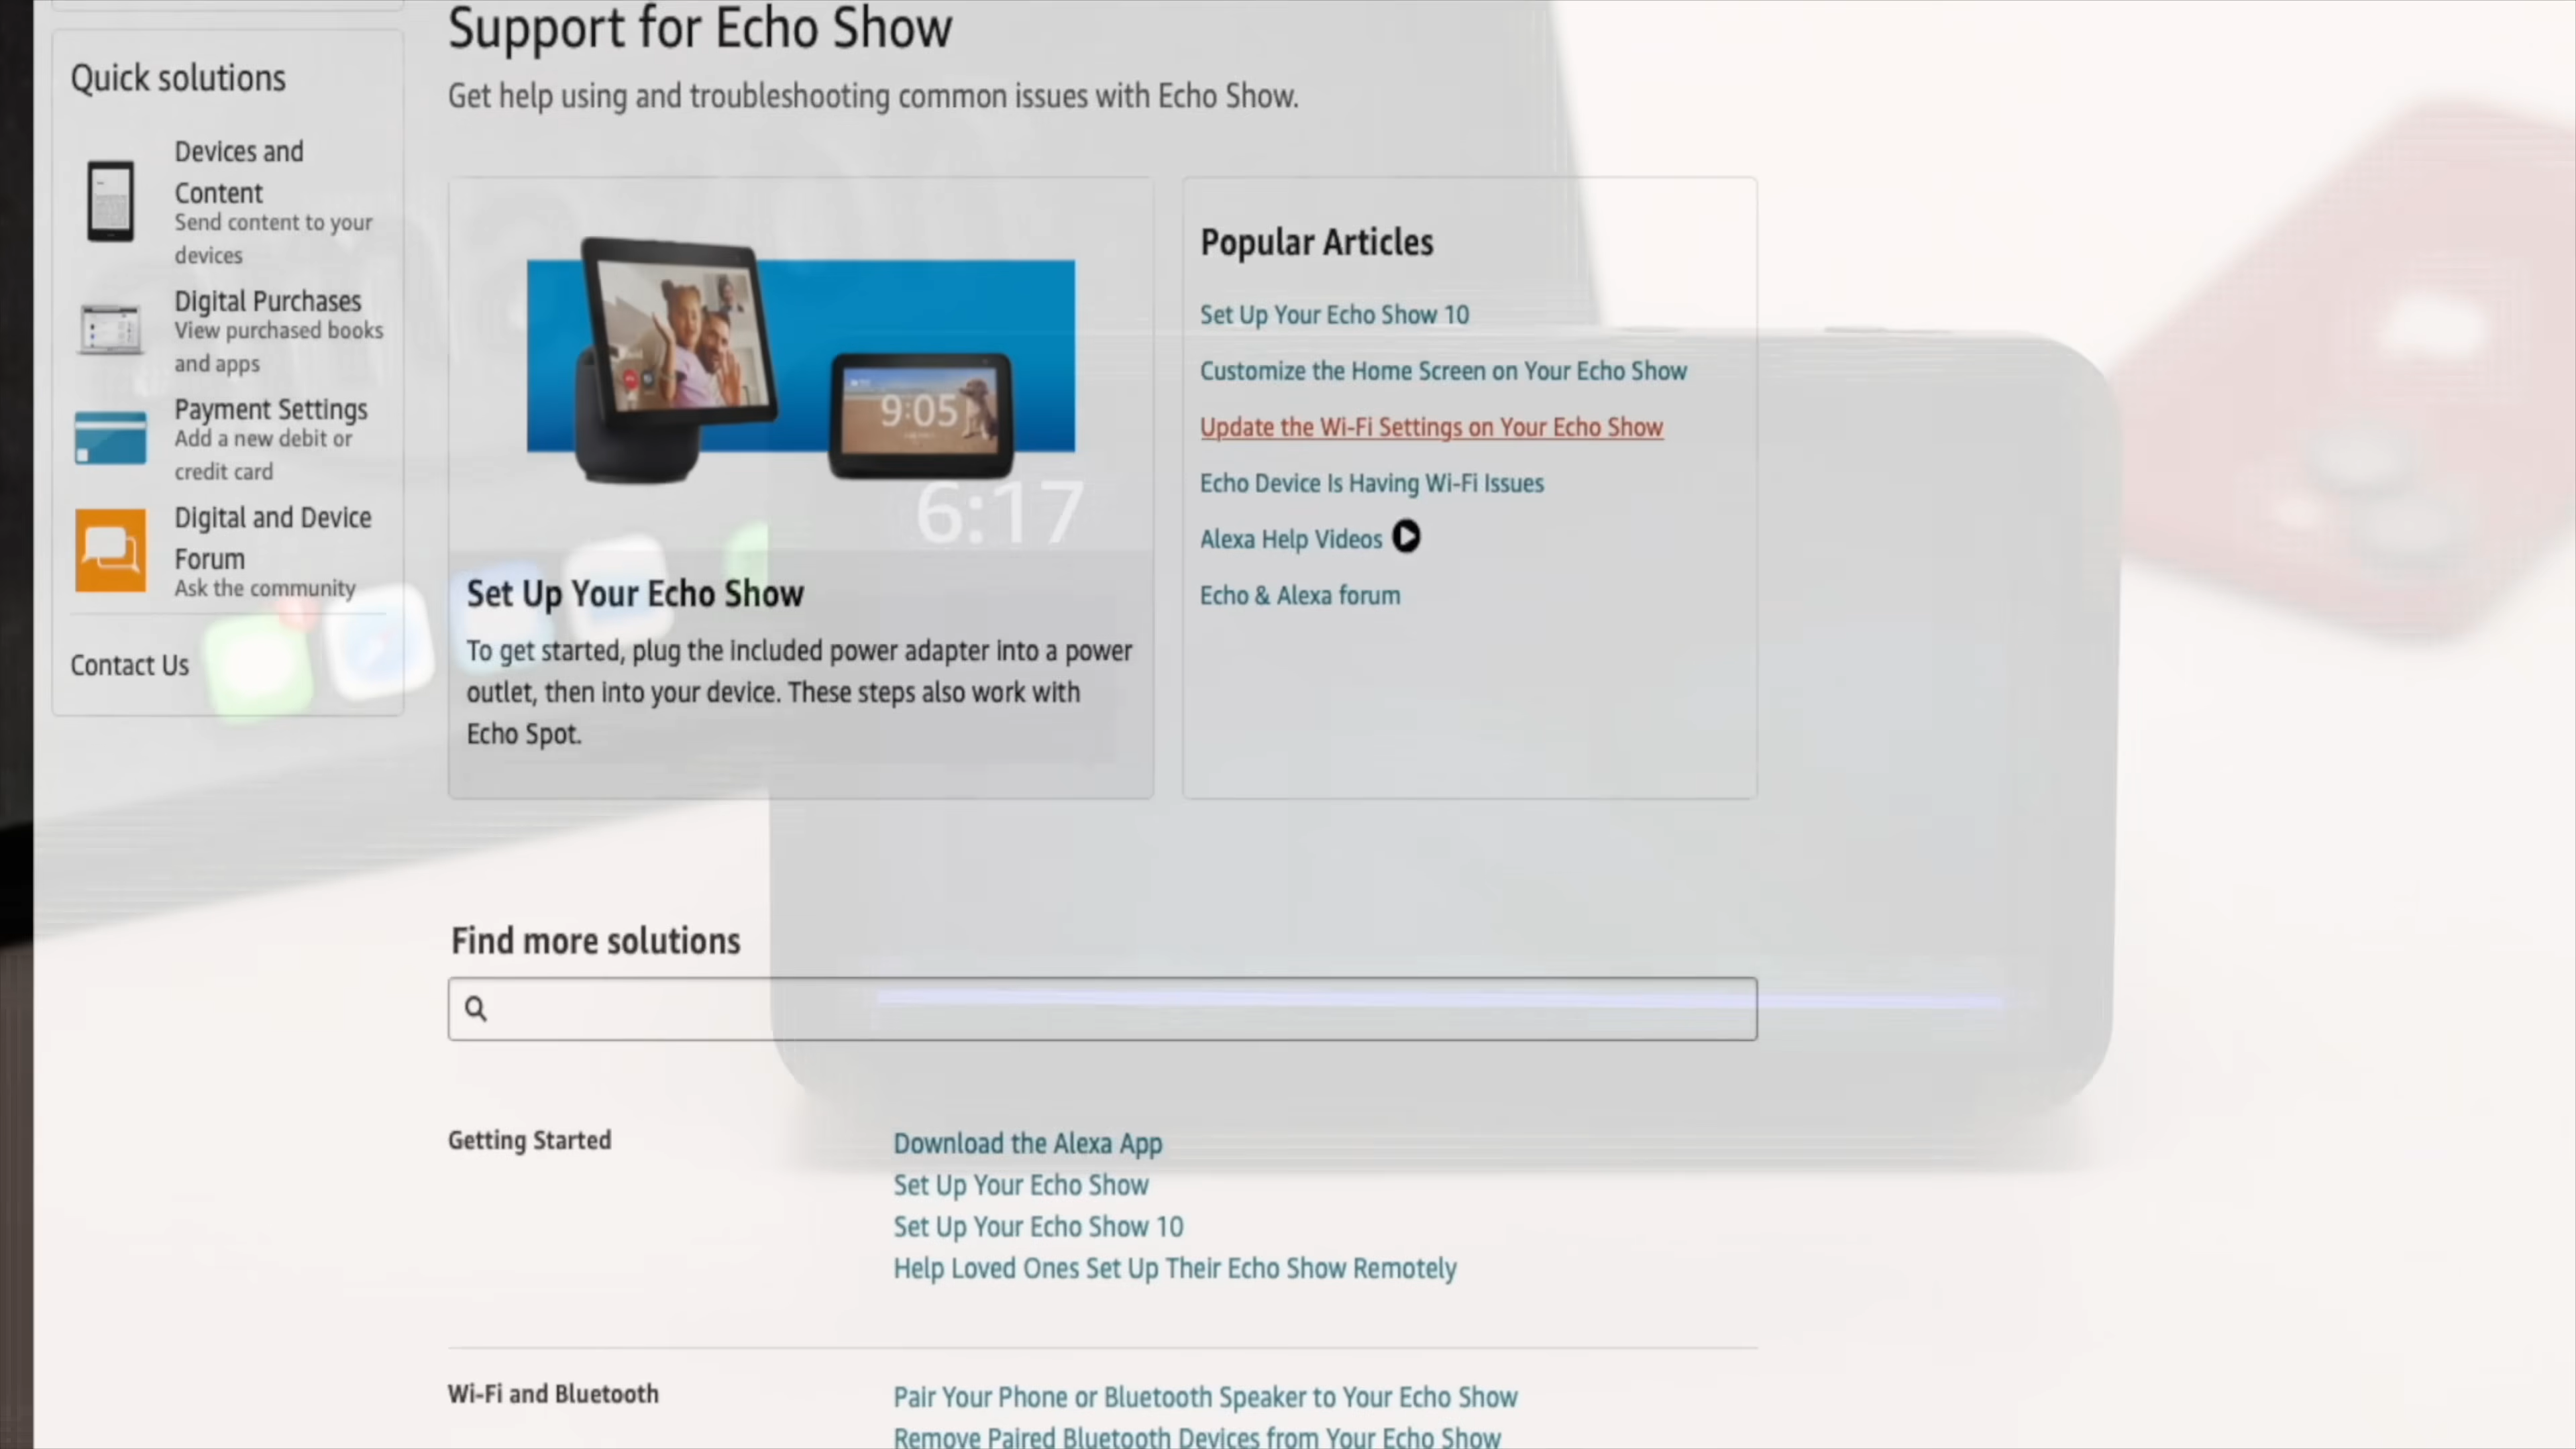 Support for Echo Show
Get help using and troubleshooting common issues with Echo Show.
Quick solutions
Devices and
Content
Send content to your
devices
Digital Purchases
View purchased books
and apps
Payment Settings
Add a new debit or
credit card
Digital and Device
Forum
Ask the community
Contact Us
9:05
6:17
Set Up Your Echo Show
To get started, plug the included power adapter into a power
outlet, then into your device. These steps also work with
Echo Spot.
Popular Articles
Set Up Your Echo Show 10
Customize the Home Screen on Your Echo Show
Update the Wi-Fi Settings on Your Echo Show
Echo Device Is Having Wi-Fi Issues
Alexa Help Videos
Echo & Alexa forum
Find more solutions
Getting Started
Download the Alexa App
Set Up Your Echo Show
Set Up Your Echo Show 10
Help Loved Ones Set Up Their Echo Show Remotely
Wi-Fi and Bluetooth
Pair Your Phone or Bluetooth Speaker to Your Echo Show
Remove Paired Bluetooth Devices from Your Echo Show